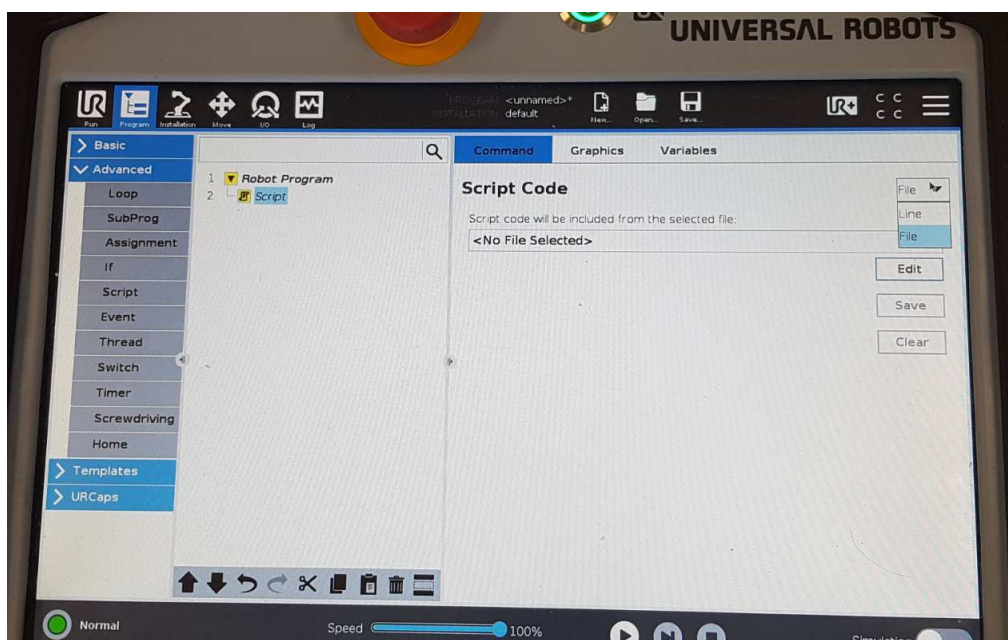 UNIVERSAL ROBOTS
Run Program Installation Move I/O Log
PROGRAM <unnamed>*
INSTALLATION default
New... Open... Save...
UR+
C C
C C
Basic
Advanced
Loop
SubProg
Assignment
If
Script
Event
Thread
Switch
Timer
Screwdriving
Home
Templates
URCaps
1 Robot Program
2 Script
Command Graphics Variables
Script Code
File
Line
File
Script code will be included from the selected file:
<No File Selected>
Edit
Save
Clear
Normal
Speed 100%
Simulation